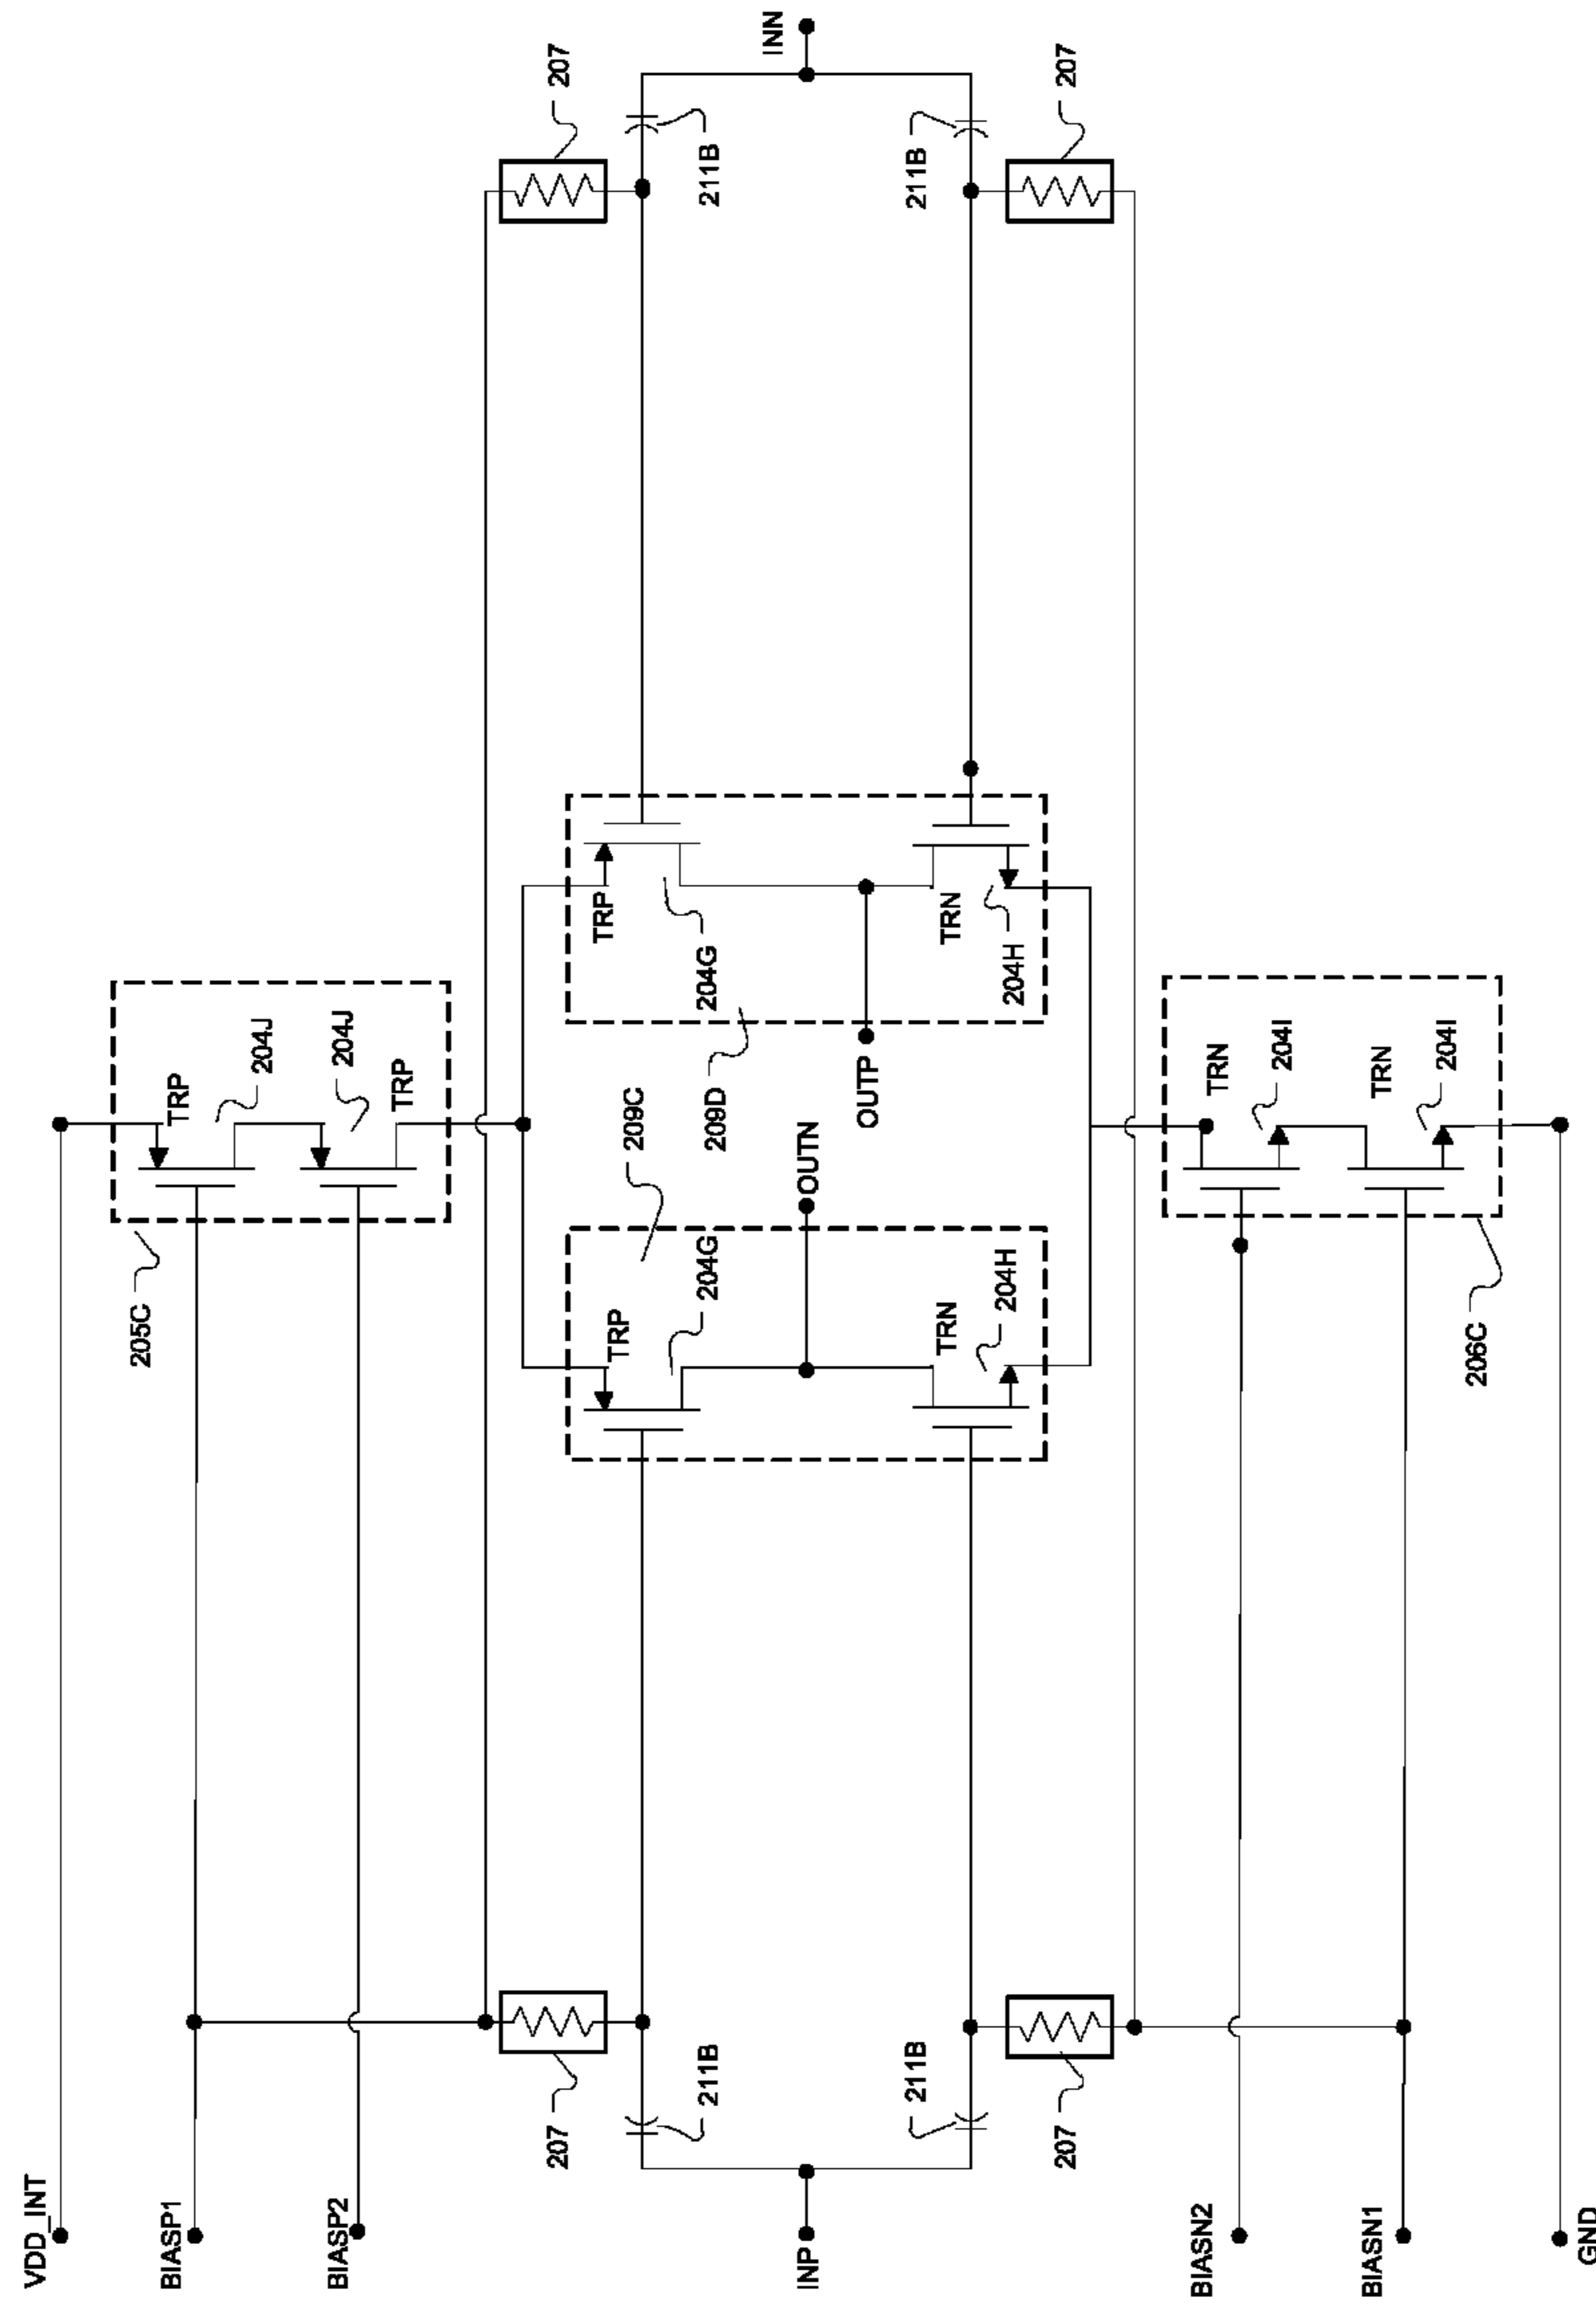 VDD_INT
205C
BIASP1
TRP
204J
BIASP2
204J
TRP
207
207
TRP
TRP
209C
211B
204G
204G
211B
209D
INN
INP
OUTN
OUTP
211B
211B
TRN
TRN
204H
204H
207
207
BIASN2
TRN
204I
BIASN1
TRN
204I
206C
GND